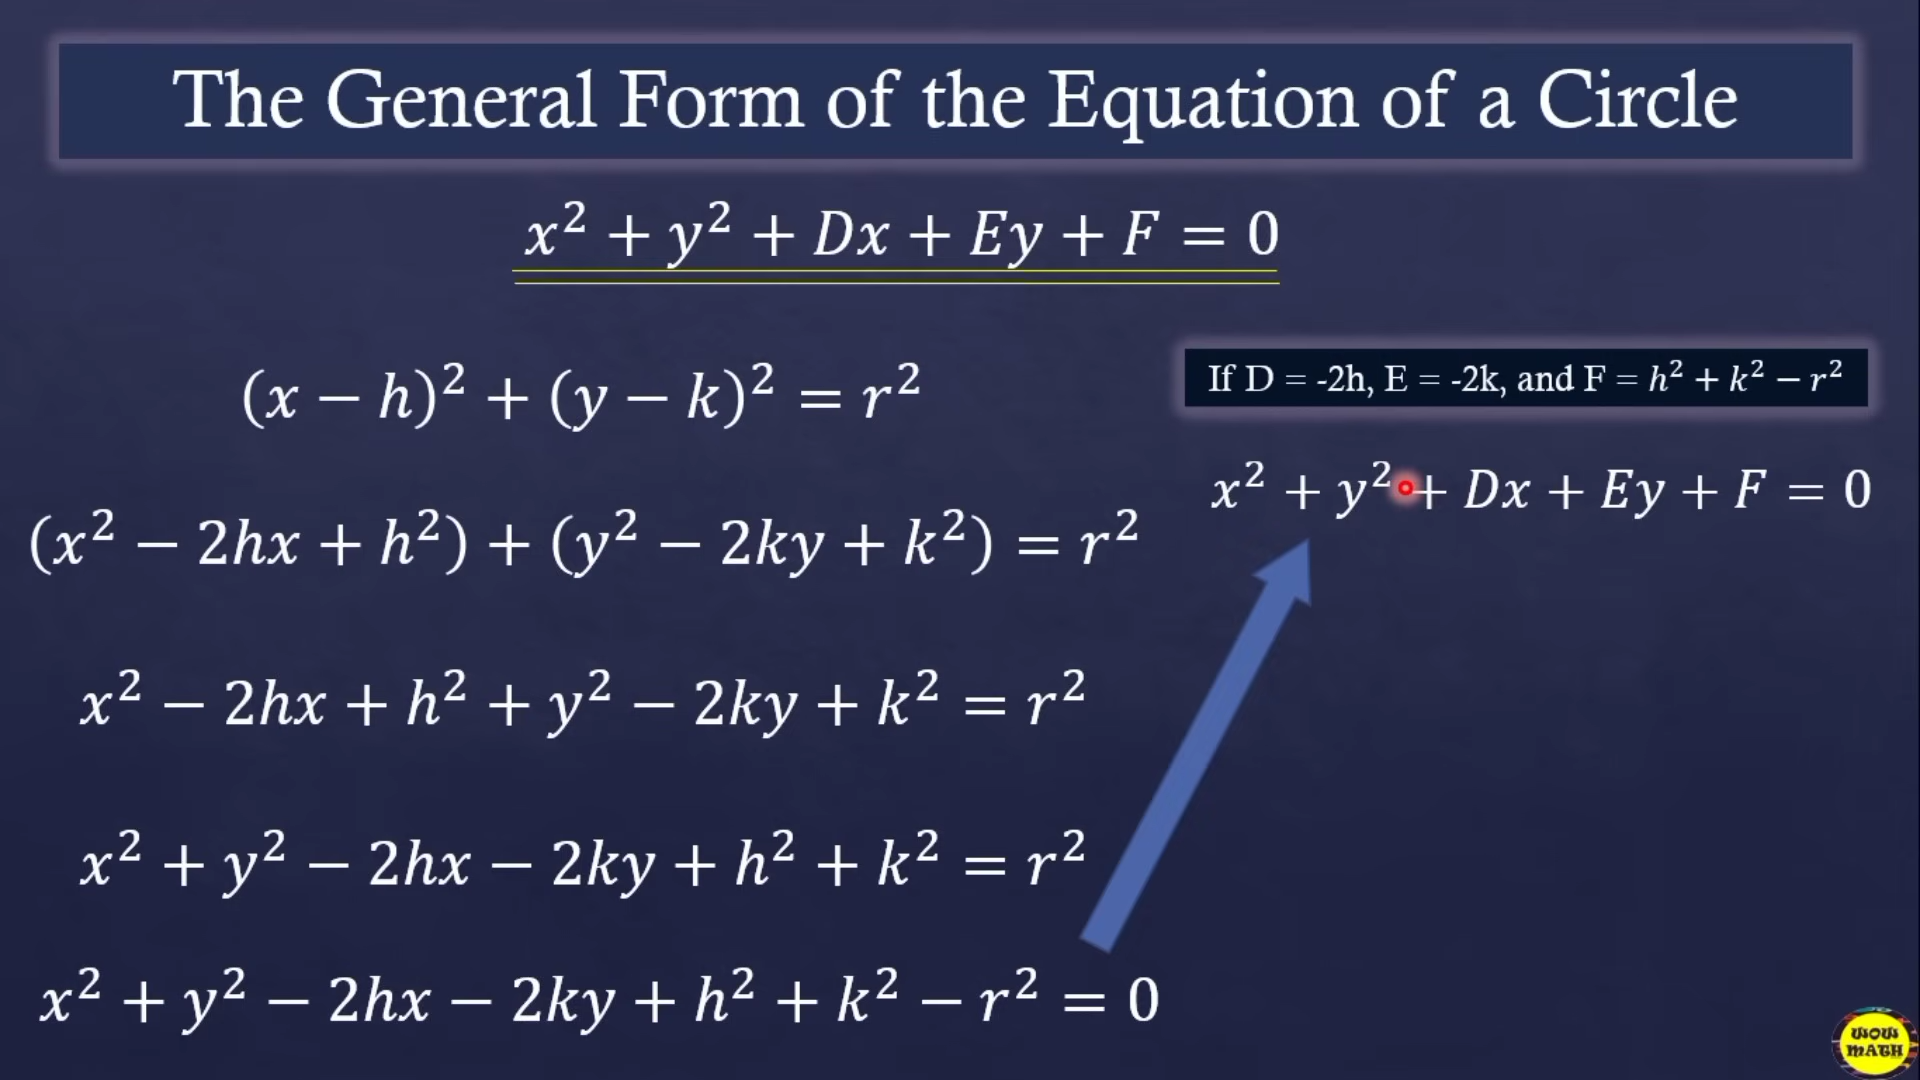 The General Form of the Equation of a Circle
x² + y² + Dx + Ey + F = 0
(x − h)² + (y − k)² = r²
(x² − 2hx + h²) + (y² − 2ky + k²) = r²
x² − 2hx + h² + y² − 2ky + k² = r²
x² + y² − 2hx − 2ky + h² + k² = r²
x² + y² − 2hx − 2ky + h² + k² − r² = 0
If D = -2h, E = -2k, and F = h² + k² − r²
x² + y² + Dx + Ey + F = 0
WOW
MATH